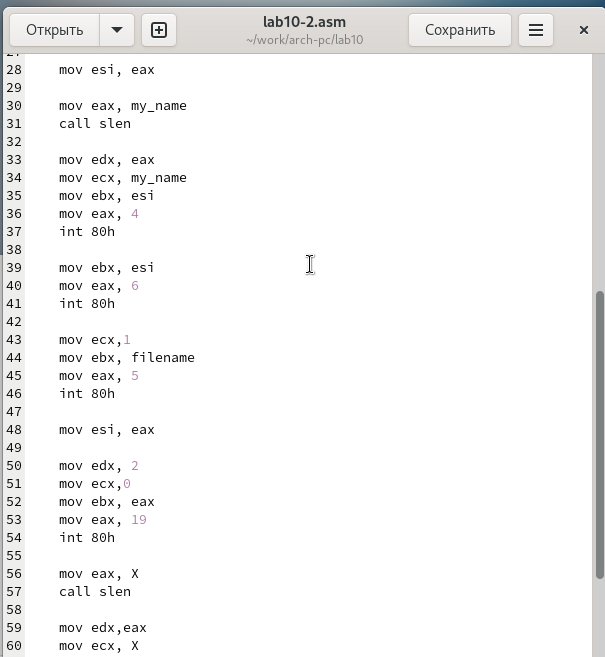 Открыть
lab10-2.asm
~/work/arch-pc/lab10
Сохранить
27
28 mov esi, eax
29
30 mov eax, my_name
31 call slen
32
33 mov edx, eax
34 mov ecx, my_name
35 mov ebx, esi
36 mov eax, 4
37 int 80h
38
39 mov ebx, esi
40 mov eax, 6
41 int 80h
42
43 mov ecx,1
44 mov ebx, filename
45 mov eax, 5
46 int 80h
47
48 mov esi, eax
49
50 mov edx, 2
51 mov ecx,0
52 mov ebx, eax
53 mov eax, 19
54 int 80h
55
56 mov eax, X
57 call slen
58
59 mov edx,eax
60 mov ecx, X